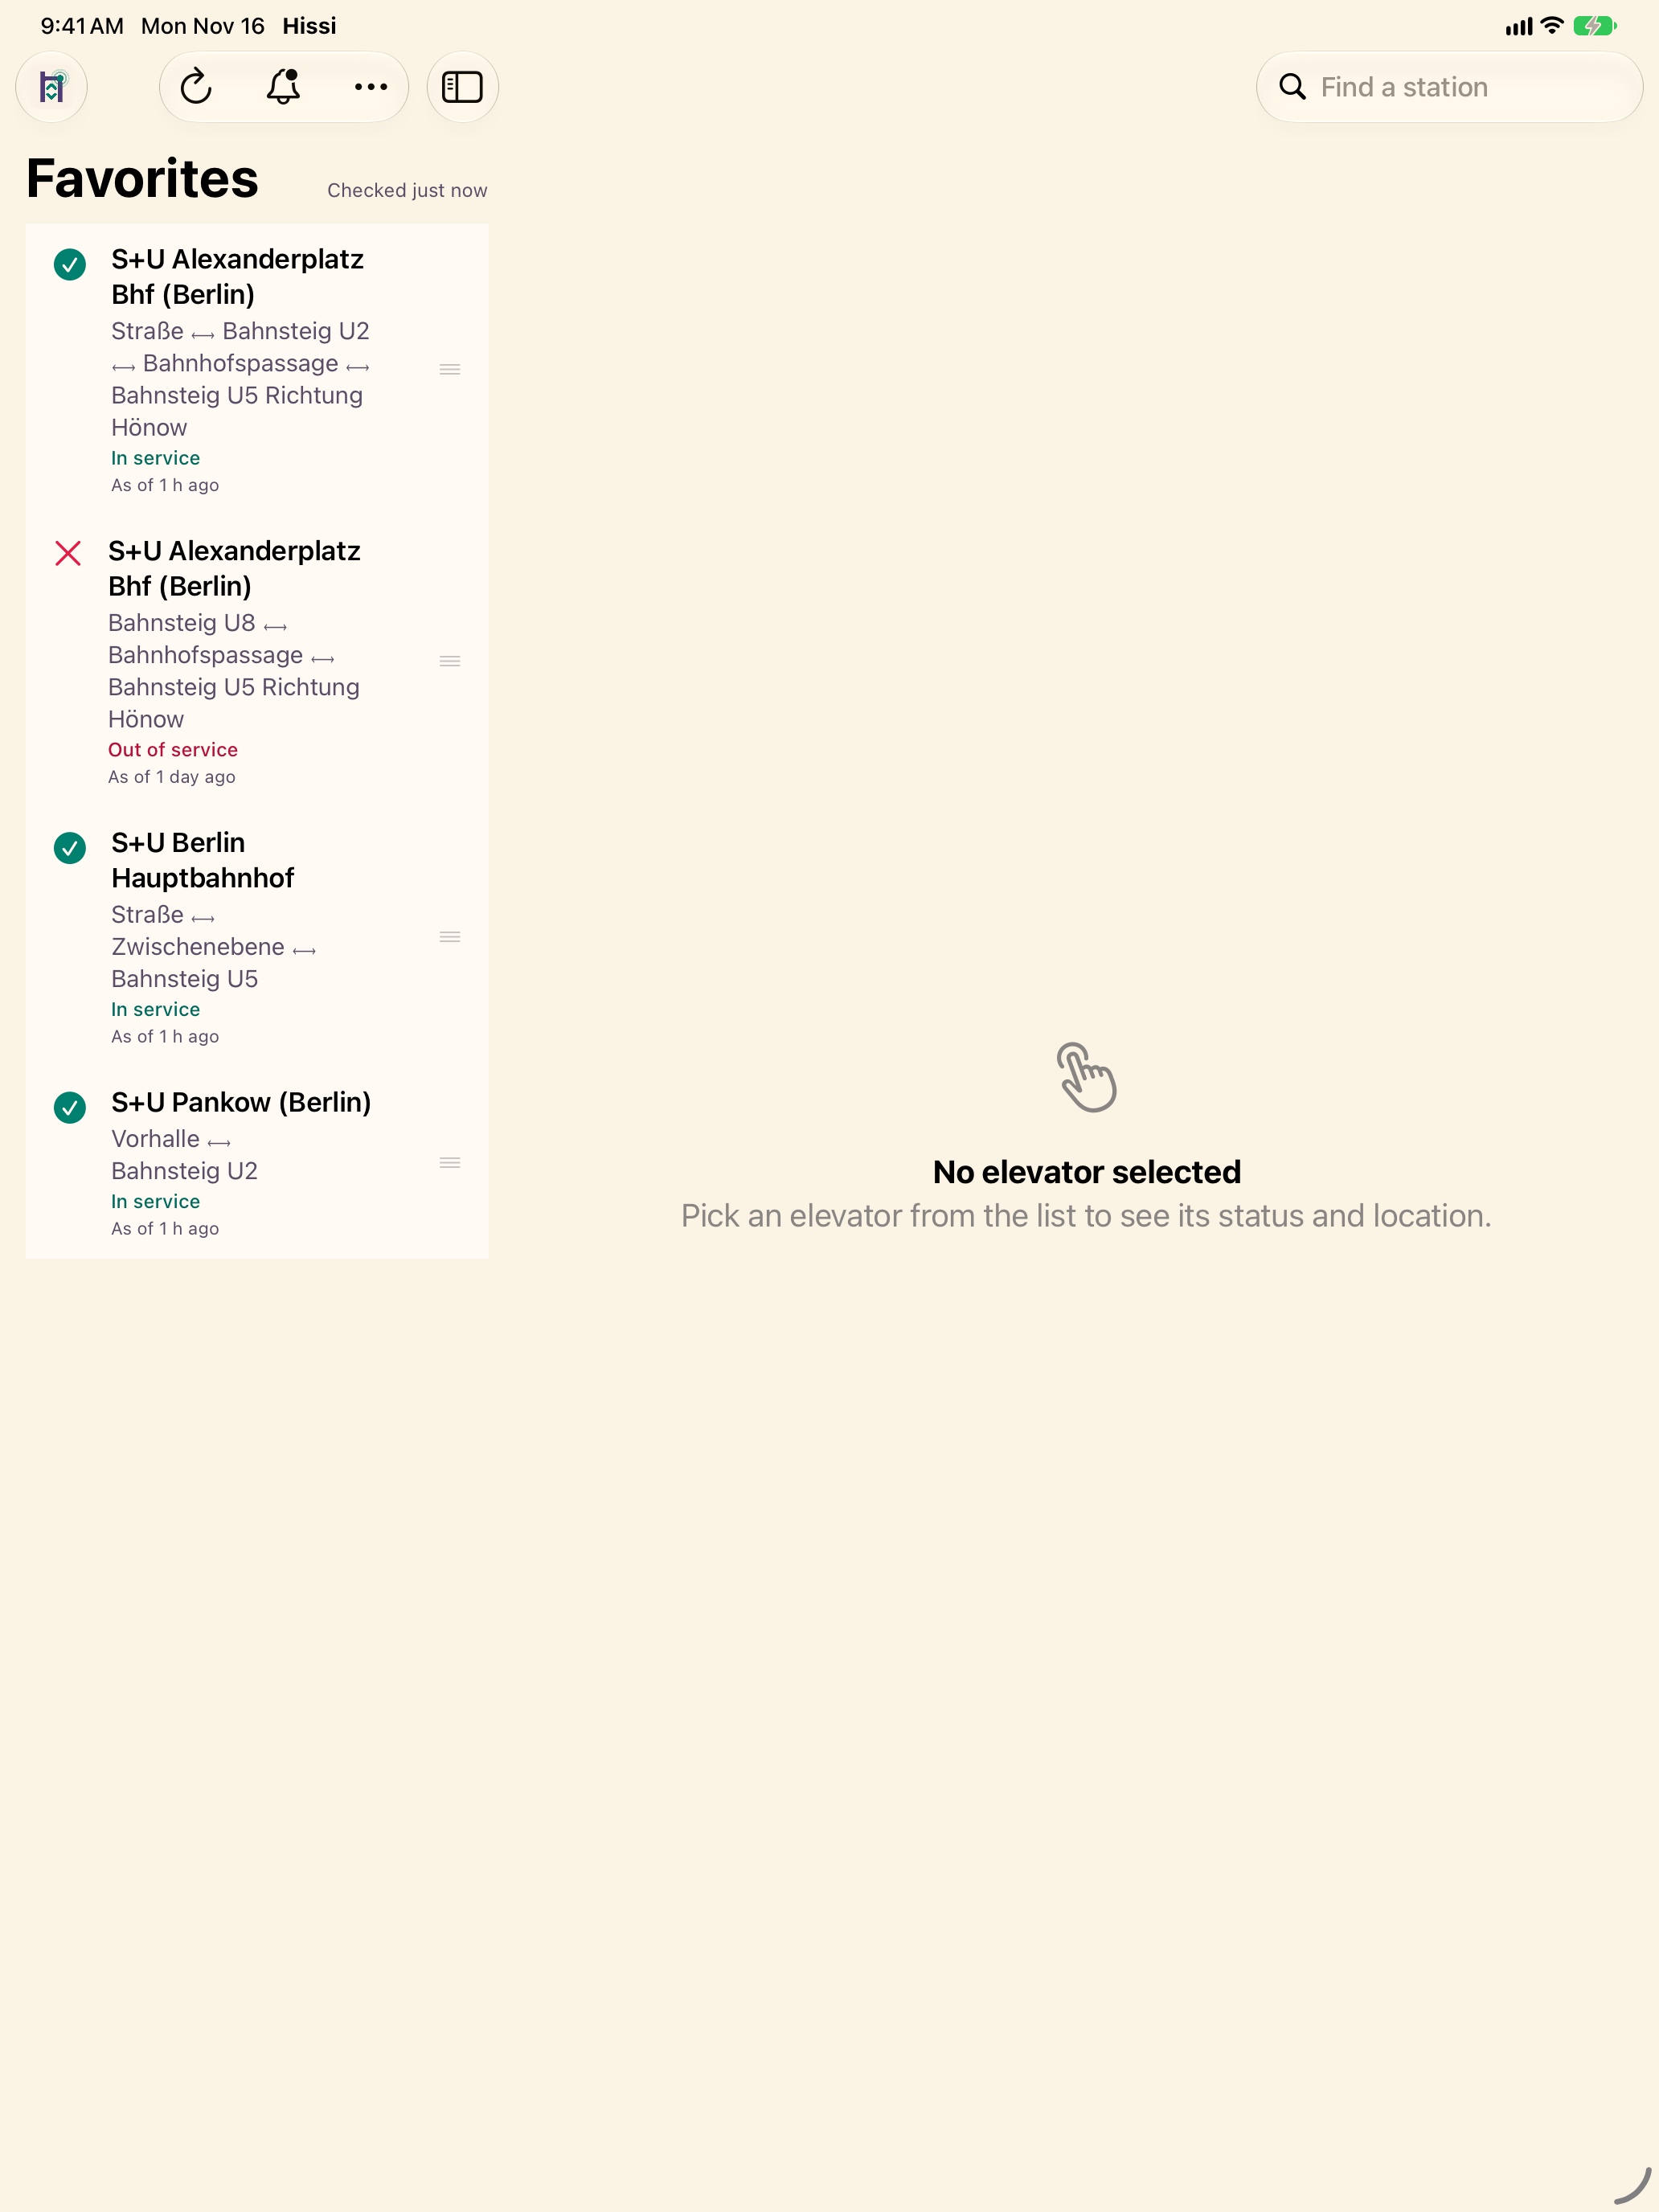 9:41 AM Mon Nov 16 Hissi
Find a station
Favorites
Checked just now
S+U Alexanderplatz
Bhf (Berlin)
Straße ⟷ Bahnsteig U2
⟷ Bahnhofspassage ⟷
Bahnsteig U5 Richtung
Hönow
In service
As of 1 h ago
S+U Alexanderplatz
Bhf (Berlin)
Bahnsteig U8 ⟷
Bahnhofspassage ⟷
Bahnsteig U5 Richtung
Hönow
Out of service
As of 1 day ago
S+U Berlin
Hauptbahnhof
Straße ⟷
Zwischenebene ⟷
Bahnsteig U5
In service
As of 1 h ago
S+U Pankow (Berlin)
Vorhalle ⟷
Bahnsteig U2
In service
As of 1 h ago
No elevator selected
Pick an elevator from the list to see its status and location.